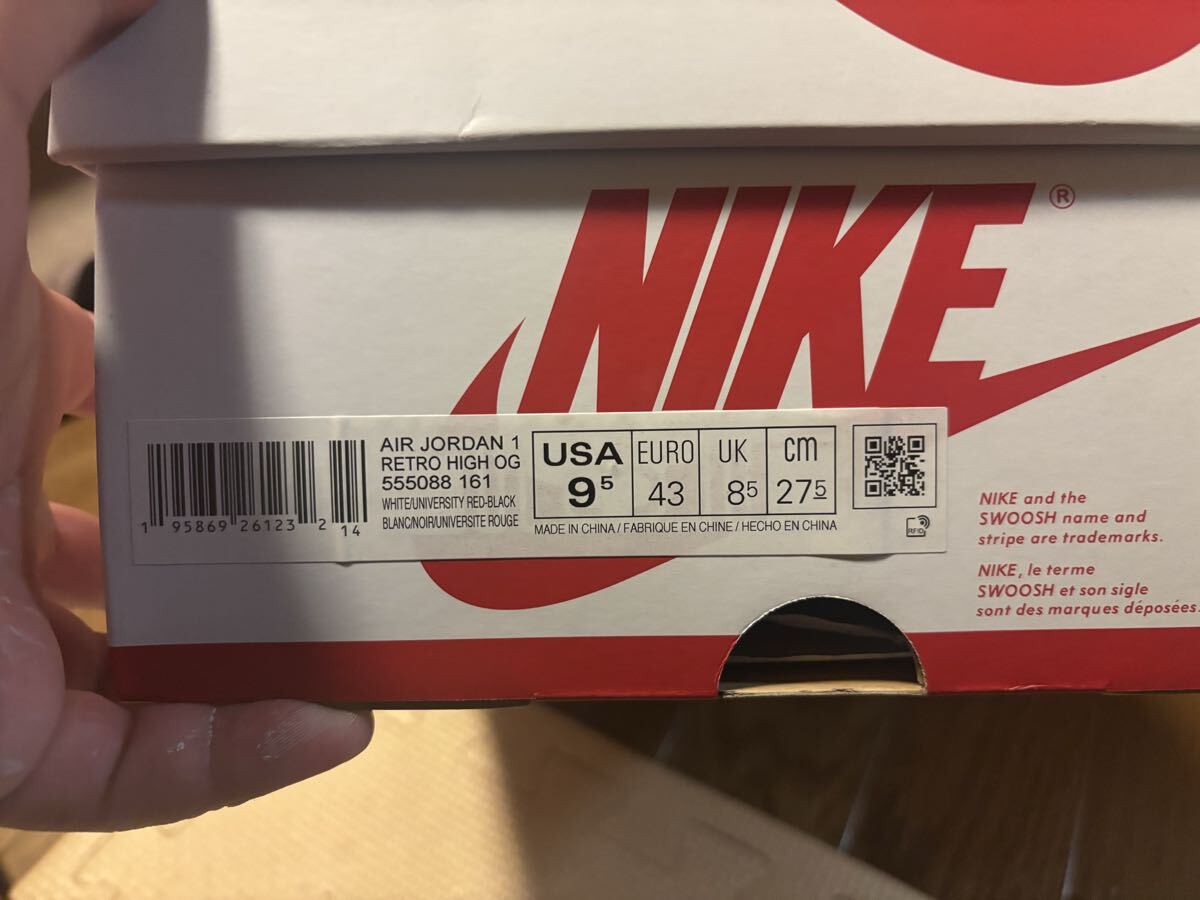 NIKE®
AIR JORDAN 1
RETRO HIGH OG
555088 161
WHITE/UNIVERSITY RED-BLACK
BLANC/NOIR/UNIVERSITE ROUGE
1 95869 26123 2 14
USA EURO UK cm
9⁵ 43 8⁵ 27⁵
MADE IN CHINA / FABRIQUE EN CHINE / HECHO EN CHINA
RFID
NIKE and the
SWOOSH name and
stripe are trademarks.
NIKE, le terme
SWOOSH et son sigle
sont des marques déposées.